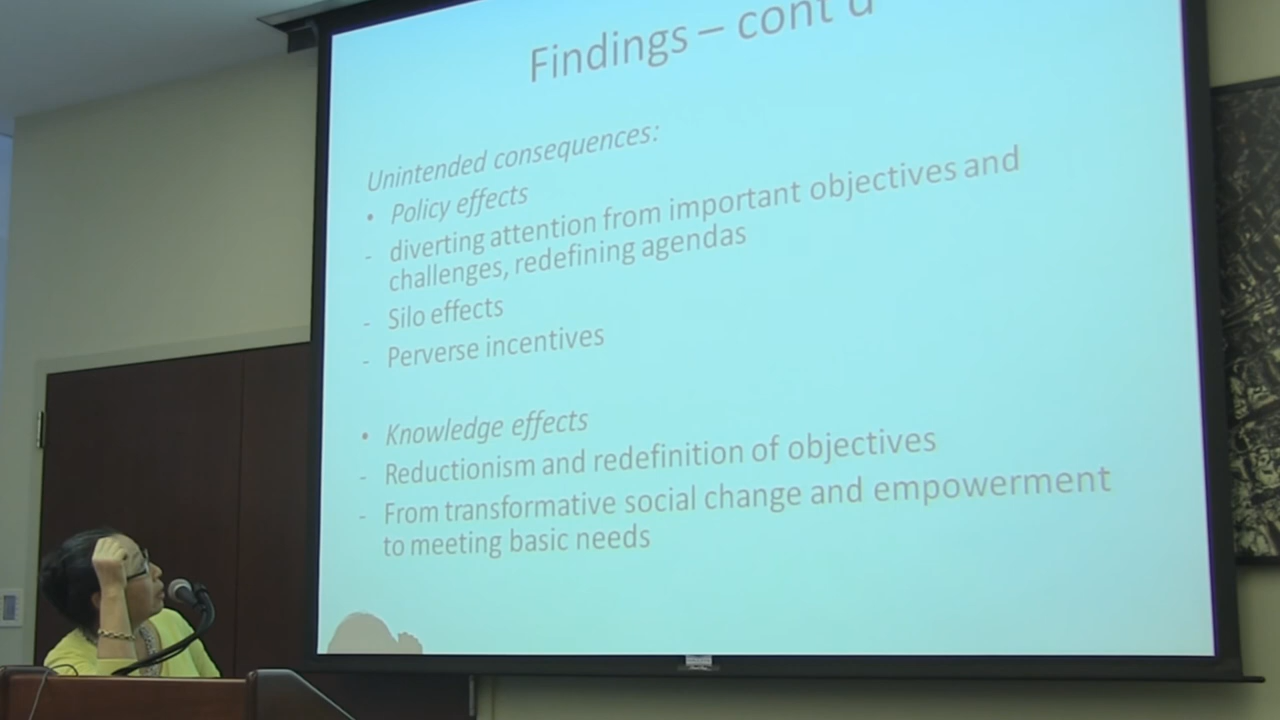 Findings – cont'd
Unintended consequences:
• Policy effects
- diverting attention from important objectives and
challenges, redefining agendas
- Silo effects
- Perverse incentives
• Knowledge effects
- Reductionism and redefinition of objectives
- From transformative social change and empowerment
to meeting basic needs